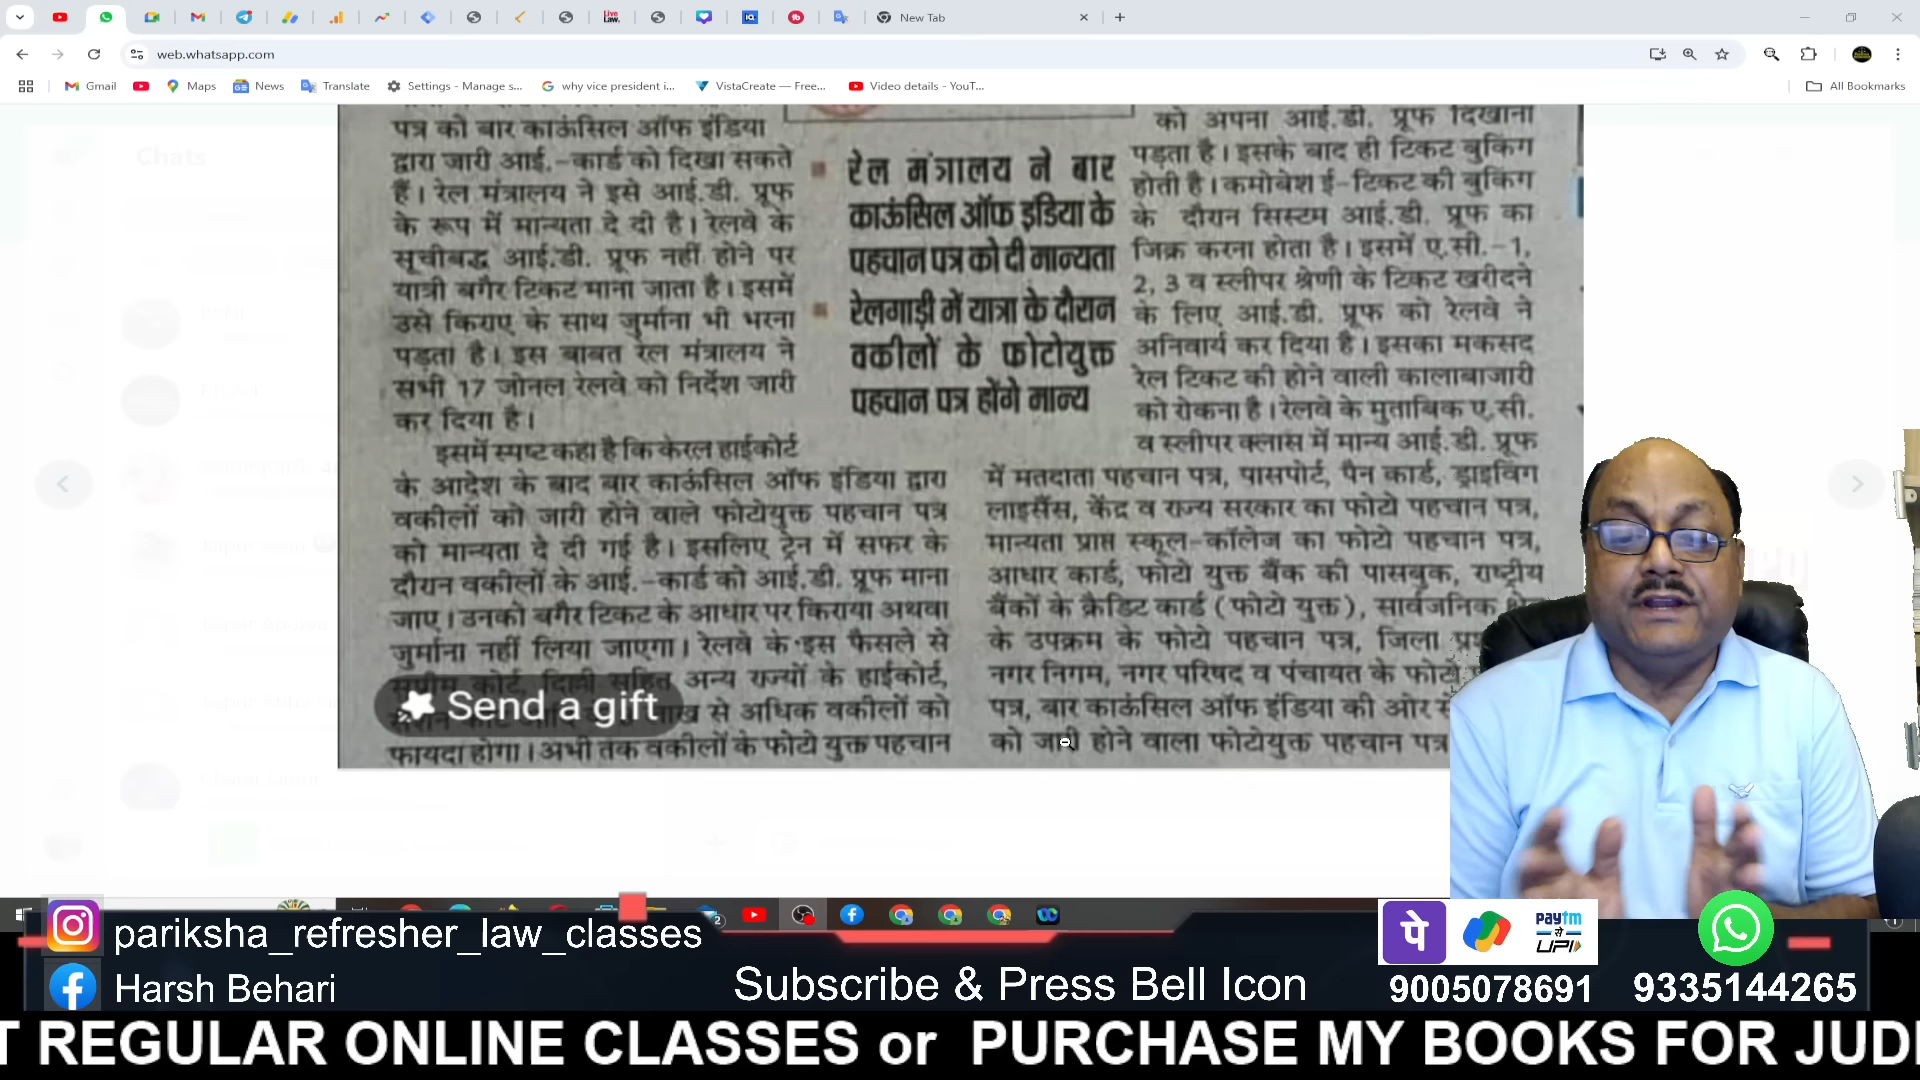 New Tab
web.whatsapp.com
Gmail
Maps
News
Translate
Settings - Manage s...
why vice president i...
VistaCreate — Free...
Video details - YouT...
All Bookmarks
Chats
पत्र को बार काऊंसिल ऑफ इंडिया
द्वारा जारी आई.-कार्ड को दिखा सकते
हैं। रेल मंत्रालय ने इसे आई.डी. प्रूफ
के रूप में मान्यता दे दी है। रेलवे के
सूचीबद्ध आई.डी. प्रूफ नहीं होने पर
यात्री बगैर टिकट माना जाता है। इसमें
उसे किराए के साथ जुर्माना भी भरना
पड़ता है। इस बाबत रेल मंत्रालय ने
सभी 17 जोनल रेलवे को निर्देश जारी
कर दिया है।
इसमें स्पष्ट कहा है कि केरल हाईकोर्ट
के आदेश के बाद बार काऊंसिल ऑफ इंडिया द्वारा
वकीलों को जारी होने वाले फोटोयुक्त पहचान पत्र
को मान्यता दे दी गई है। इसलिए ट्रेन में सफर के
दौरान वकीलों के आई.-कार्ड को आई.डी. प्रूफ माना
जाए। उनको बगैर टिकट के आधार पर किराया अथवा
जुर्माना नहीं लिया जाएगा। रेलवे के इस फैसले से
सुप्रीम कोर्ट, दिल्ली सहित अन्य राज्यों के हाईकोर्ट,
लाख से अधिक वकीलों को
फायदा होगा। अभी तक वकीलों के फोटो युक्त पहचान
Send a gift
रेल मंत्रालय ने बार
काऊंसिल ऑफ इंडिया के
पहचान पत्र को दी मान्यता
रेलगाड़ी में यात्रा के दौरान
वकीलों के फोटोयुक्त
पहचान पत्र होंगे मान्य
को अपना आई.डी. प्रूफ दिखाना
पड़ता है। इसके बाद ही टिकट बुकिंग
होती है। कमोबेश ई-टिकट की बुकिंग
के दौरान सिस्टम आई.डी. प्रूफ का
जिक्र करना होता है। इसमें ए.सी.-1,
2, 3 व स्लीपर श्रेणी के टिकट खरीदने
के लिए आई.डी. प्रूफ को रेलवे ने
अनिवार्य कर दिया है। इसका मकसद
रेल टिकट की होने वाली कालाबाजारी
को रोकना है। रेलवे के मुताबिक ए.सी.
व स्लीपर क्लास में मान्य आई.डी. प्रूफ
में मतदाता पहचान पत्र, पासपोर्ट, पैन कार्ड, ड्राइविंग
लाइसैंस, केंद्र व राज्य सरकार का फोटो पहचान पत्र,
मान्यता प्राप्त स्कूल-कॉलेज का फोटो पहचान पत्र,
आधार कार्ड, फोटो युक्त बैंक की पासबुक, राष्ट्रीय
बैंकों के क्रैडिट कार्ड (फोटो युक्त), सार्वजनिक
के उपक्रम के फोटो पहचान पत्र, जिला
नगर निगम, नगर परिषद व पंचायत के फोटो
पत्र, बार काऊंसिल ऑफ इंडिया की ओर
को जारी होने वाला फोटोयुक्त पहचान पत्र
pariksha_refresher_law_classes
Harsh Behari
Subscribe & Press Bell Icon
पे
paytm
से
UPI
9005078691
9335144265
T REGULAR ONLINE CLASSES or PURCHASE MY BOOKS FOR JUDI